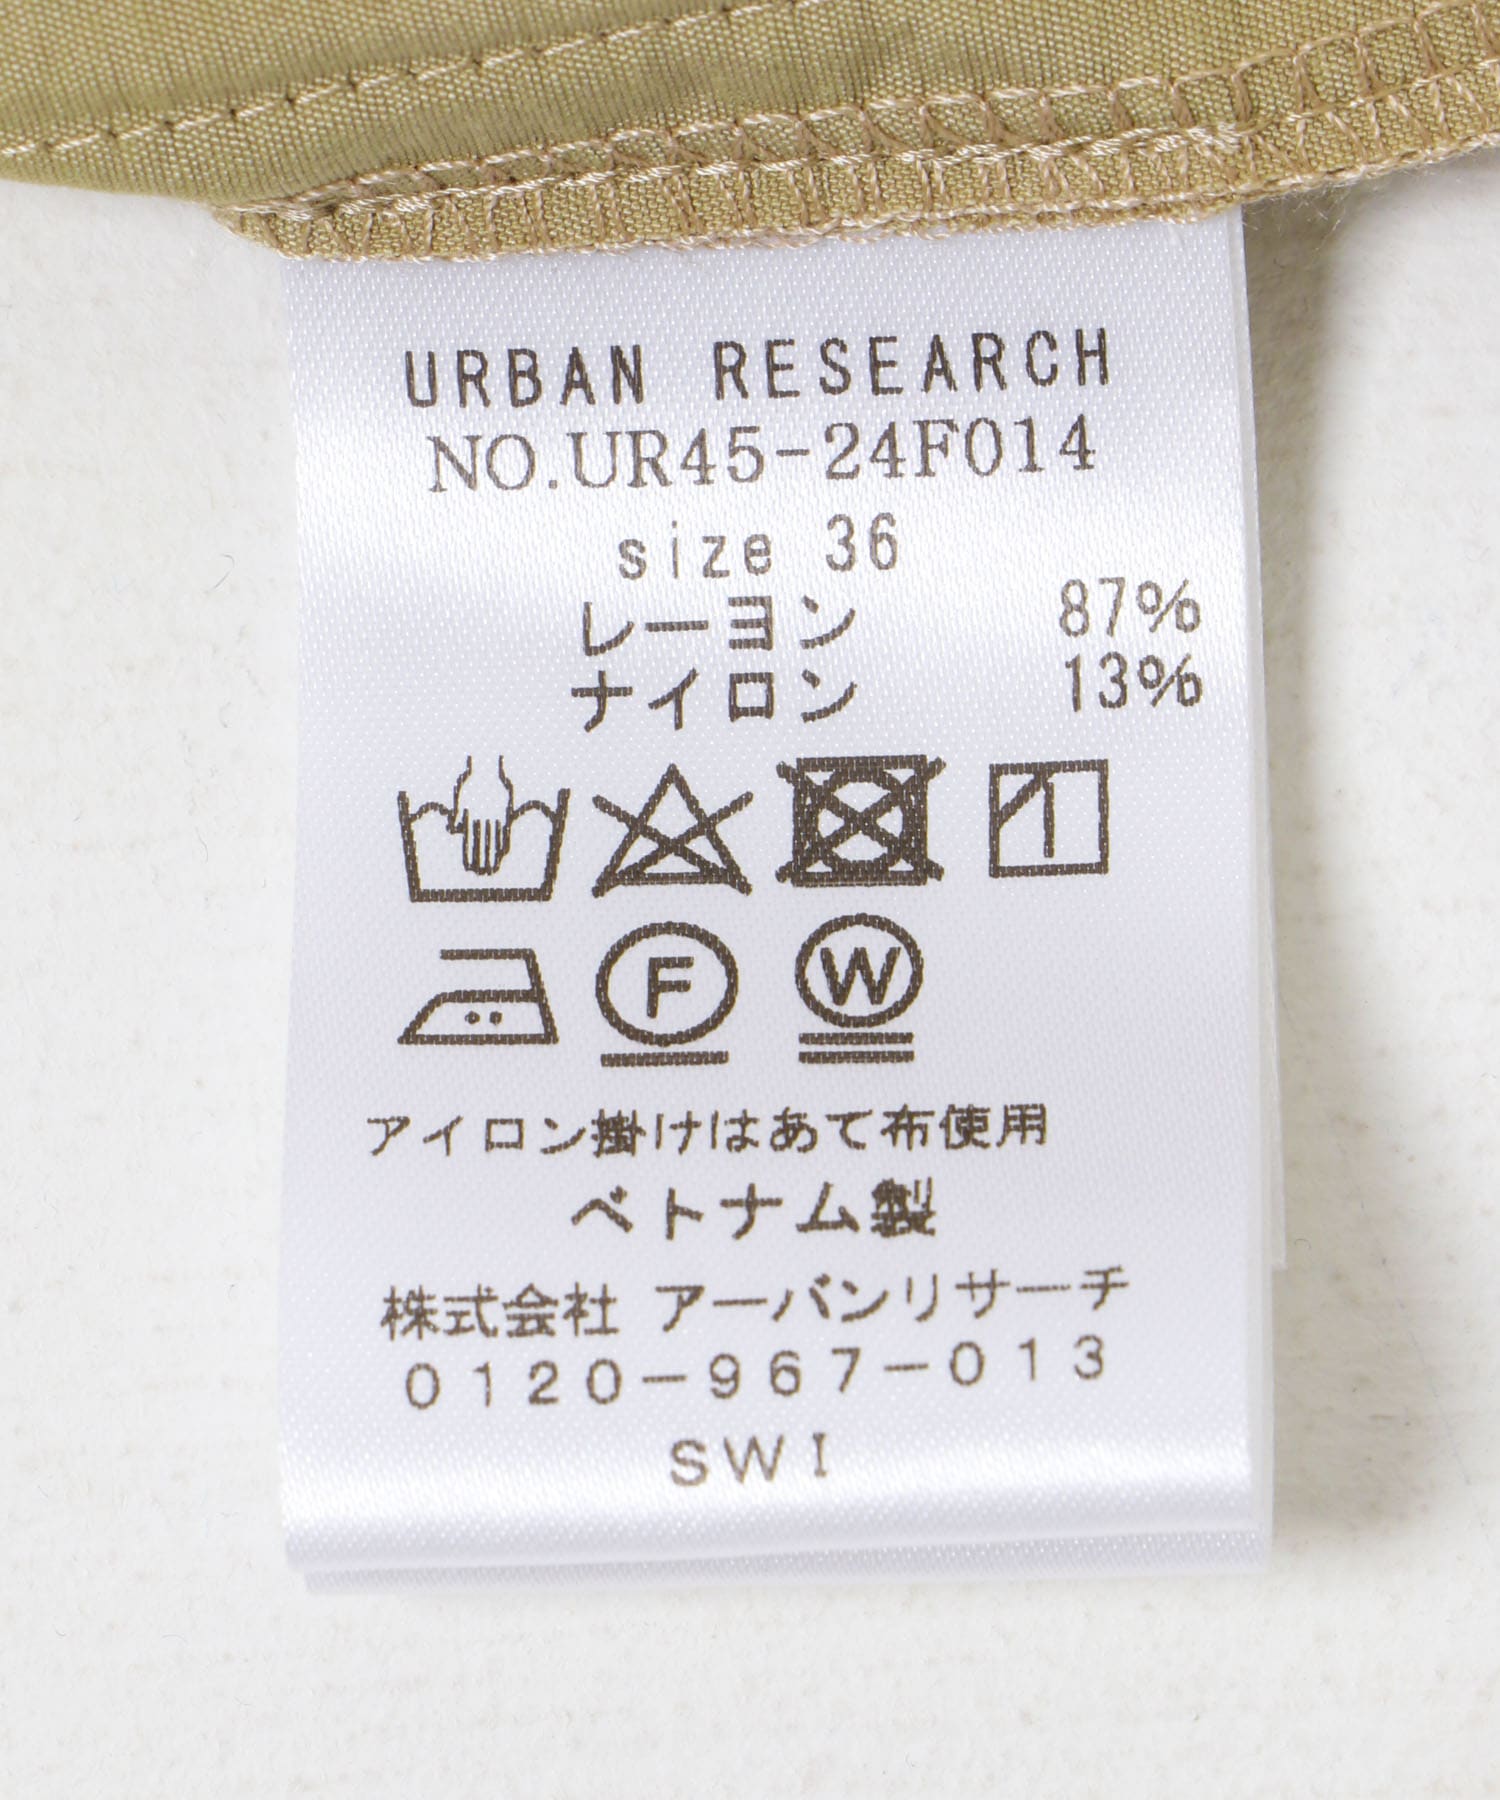 URBAN RESEARCH
NO.UR45-24F014
size 36
レーヨン 87%
ナイロン 13%
F W
アイロン掛けはあて布使用
ベトナム製
株式会社 アーバンリサーチ
0120-967-013
SWI